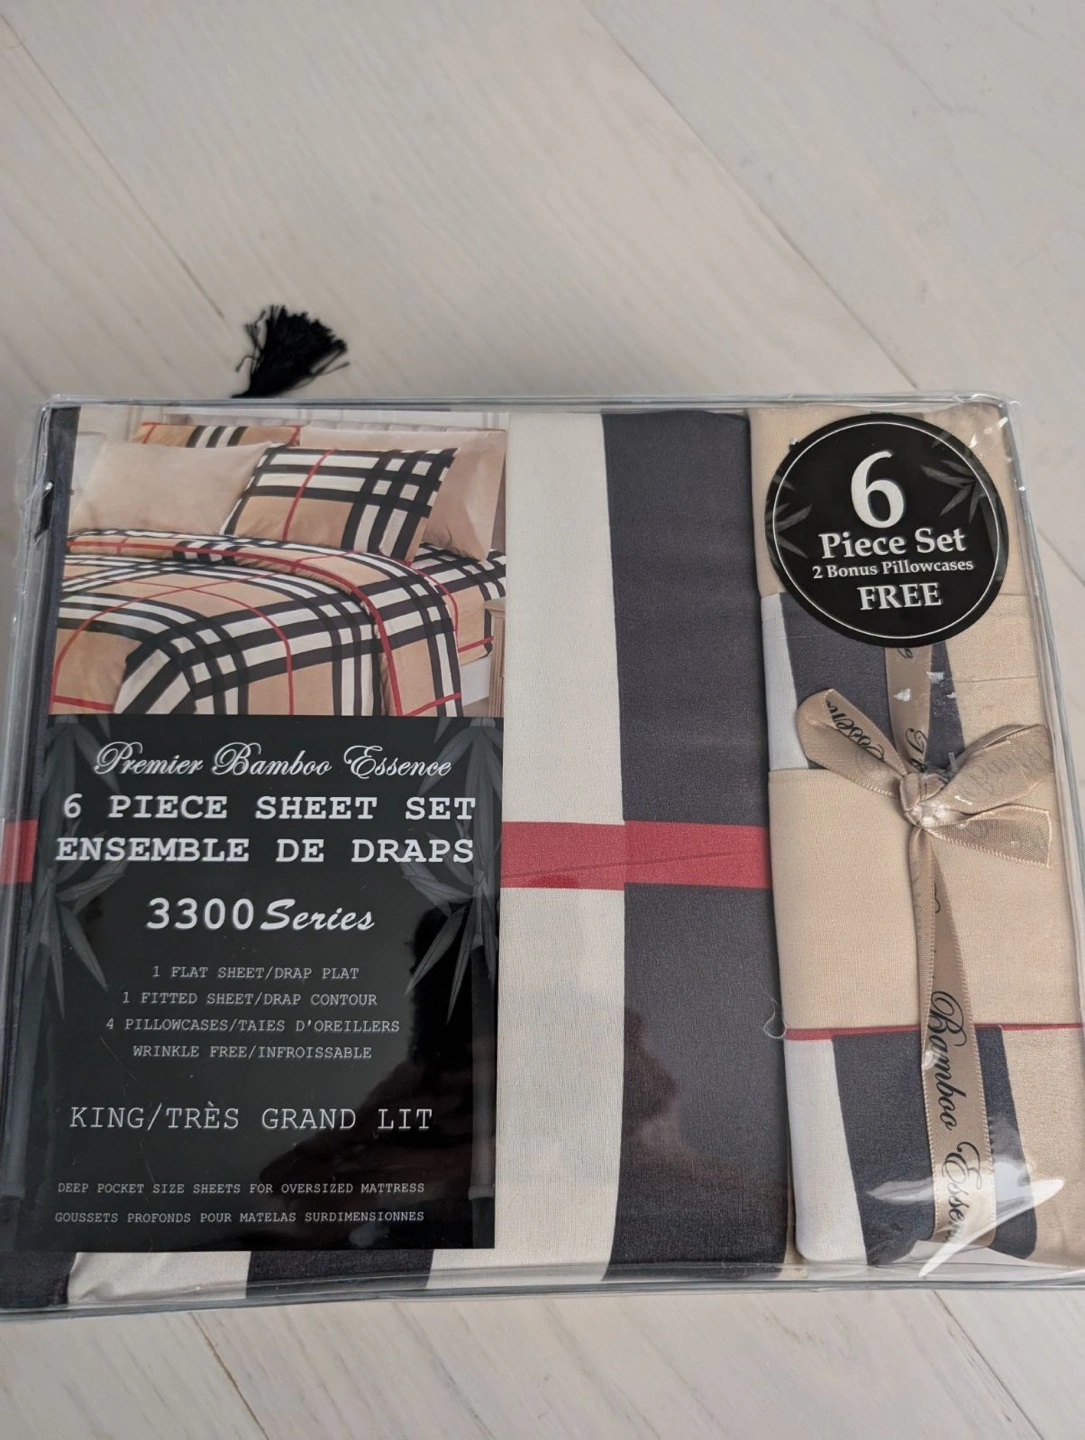 6
Piece Set
2 Bonus Pillowcases
FREE
Premier Bamboo Essence
6 PIECE SHEET SET
ENSEMBLE DE DRAPS
3300 Series
1 FLAT SHEET/DRAP PLAT
1 FITTED SHEET/DRAP CONTOUR
4 PILLOWCASES/TAIES D'OREILLERS
WRINKLE FREE/INFROISSABLE
KING/TRÈS GRAND LIT
DEEP POCKET SIZE SHEETS FOR OVERSIZED MATTRESS
GOUSSETS PROFONDS POUR MATELAS SURDIMENSIONNES
Bamboo Essen